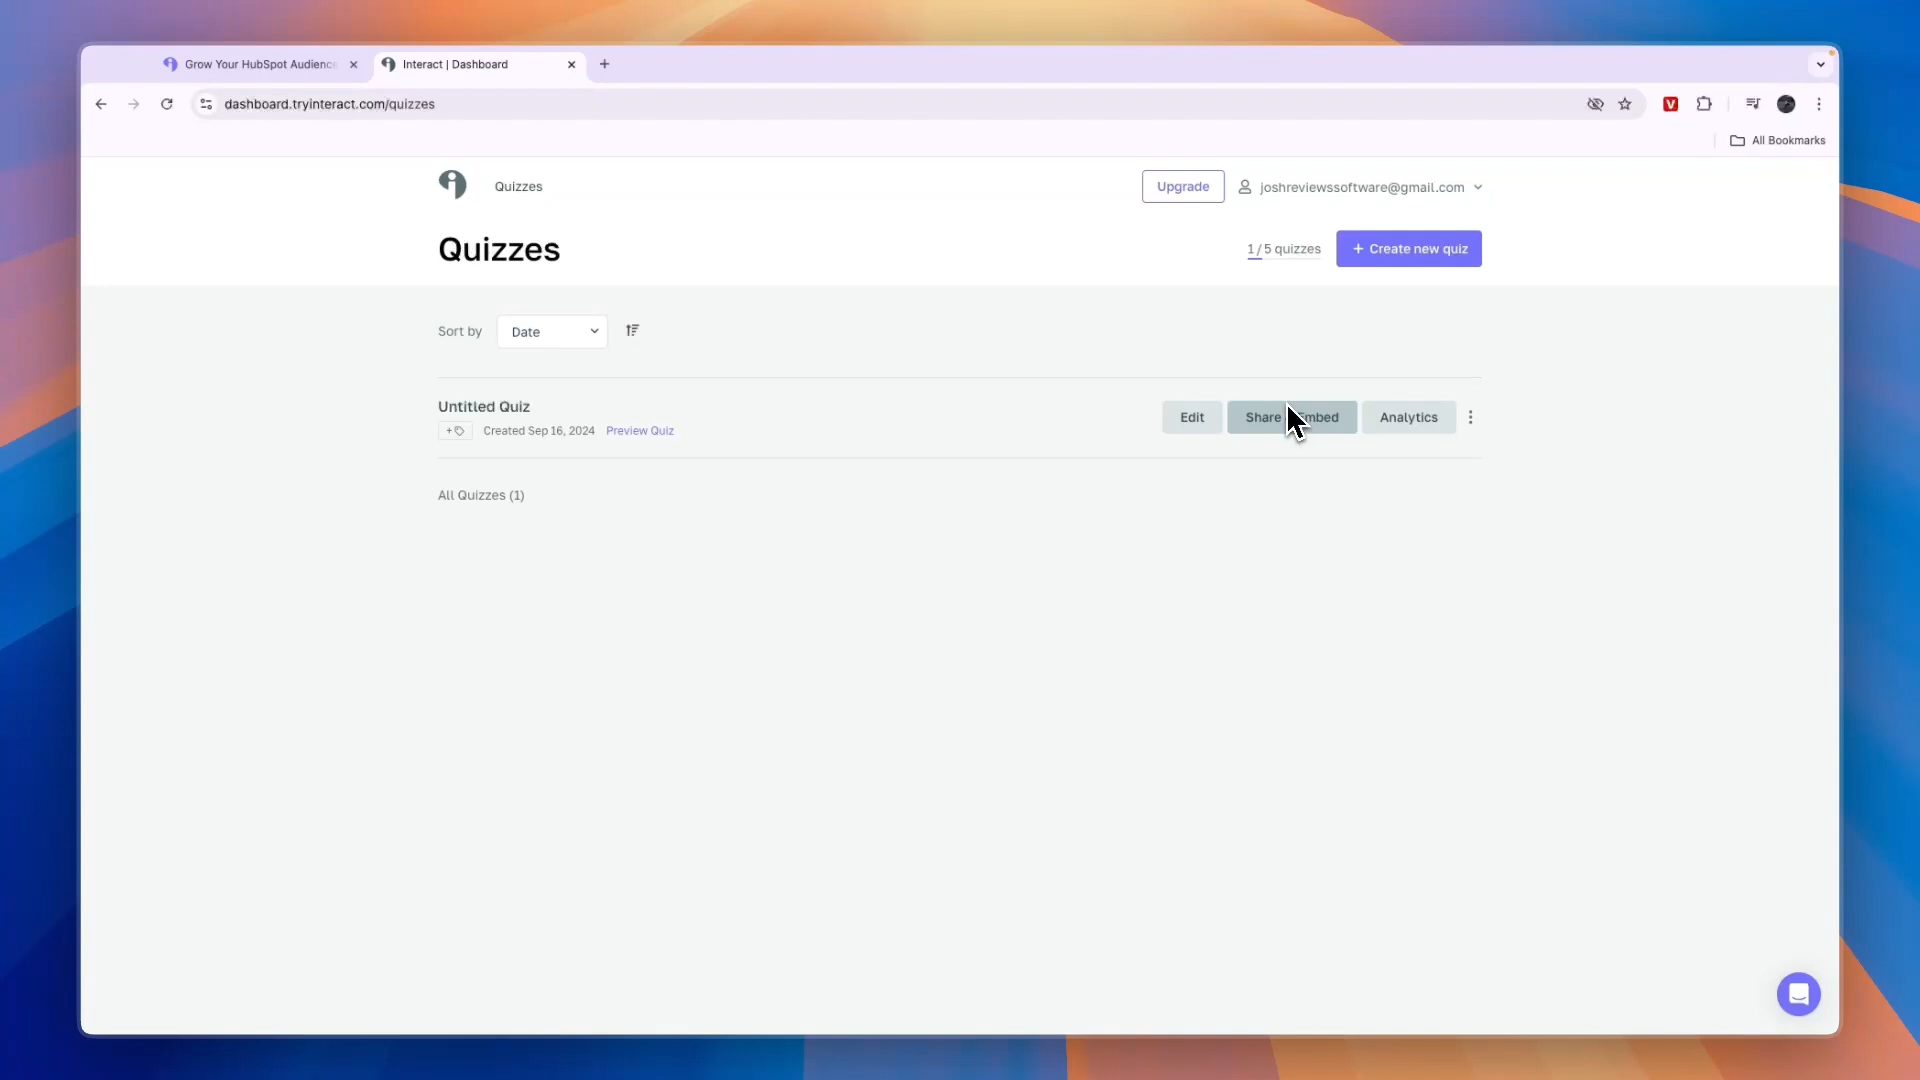 Grow Your HubSpot Audience
Interact | Dashboard
dashboard.tryinteract.com/quizzes
All Bookmarks
Quizzes
Upgrade
joshreviewssoftware@gmail.com
Quizzes
1 / 5 quizzes
+ Create new quiz
Sort by
Date
Untitled Quiz
Edit
Share
mbed
Analytics
+
Created Sep 16, 2024
Preview Quiz
All Quizzes (1)